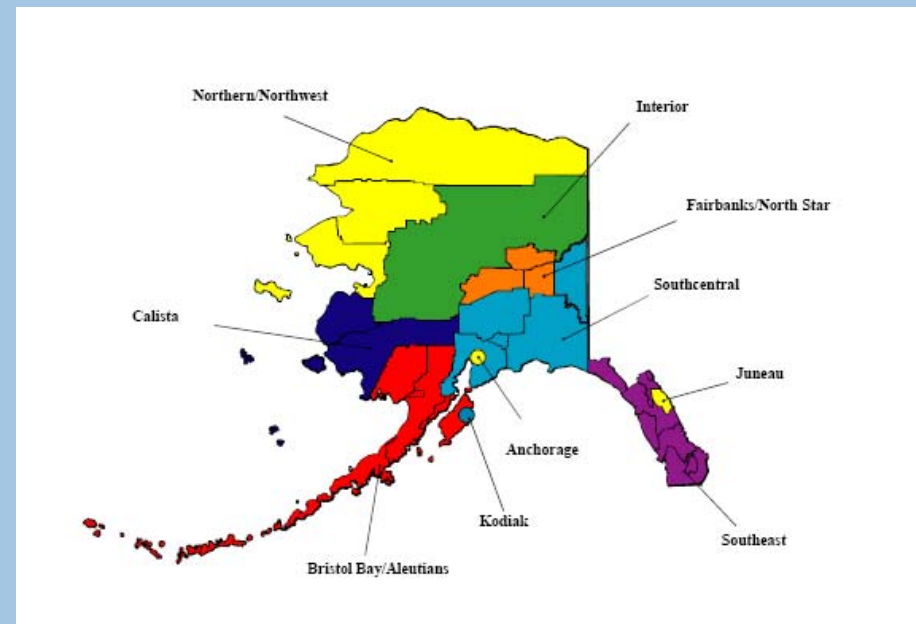 Northern/Northwest
Interior
Fairbanks/North Star
Southcentral
Calista
Juneau
Anchorage
Kodiak
Southeast
Bristol Bay/Aleutians